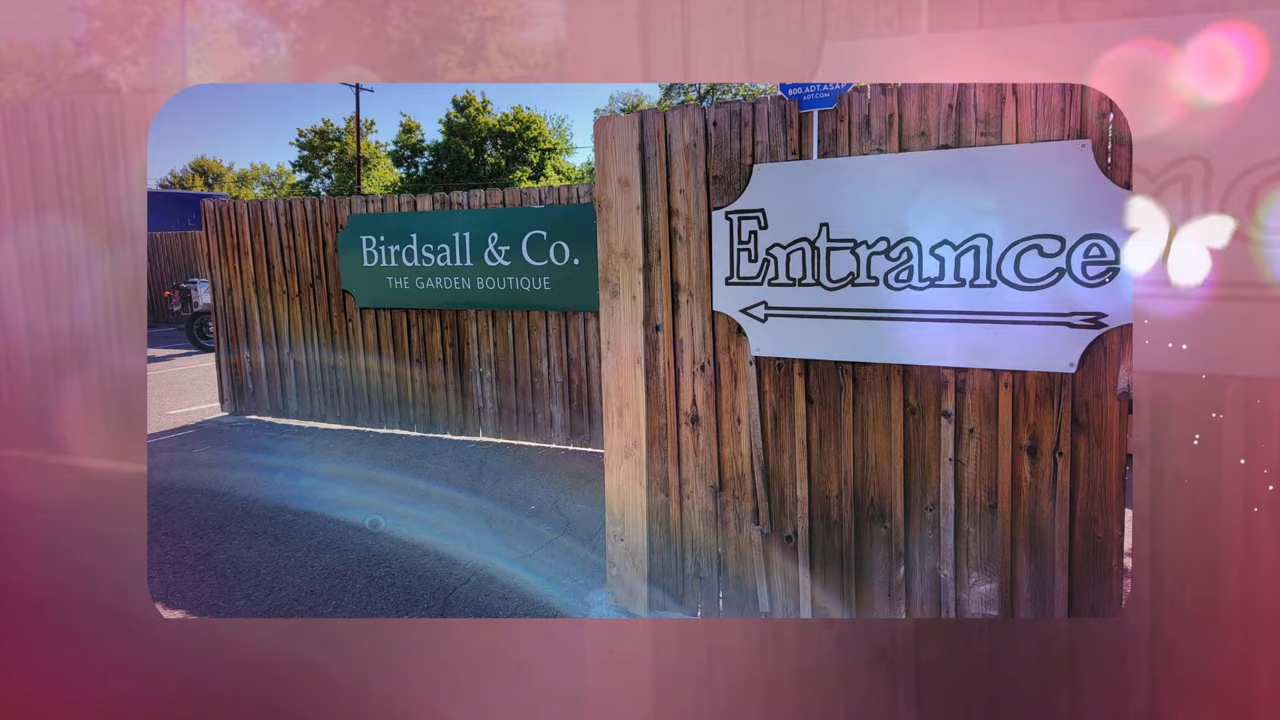 800.ADT.ASAP
ADT.COM
Birdsall & Co.
THE GARDEN BOUTIQUE
Entrance